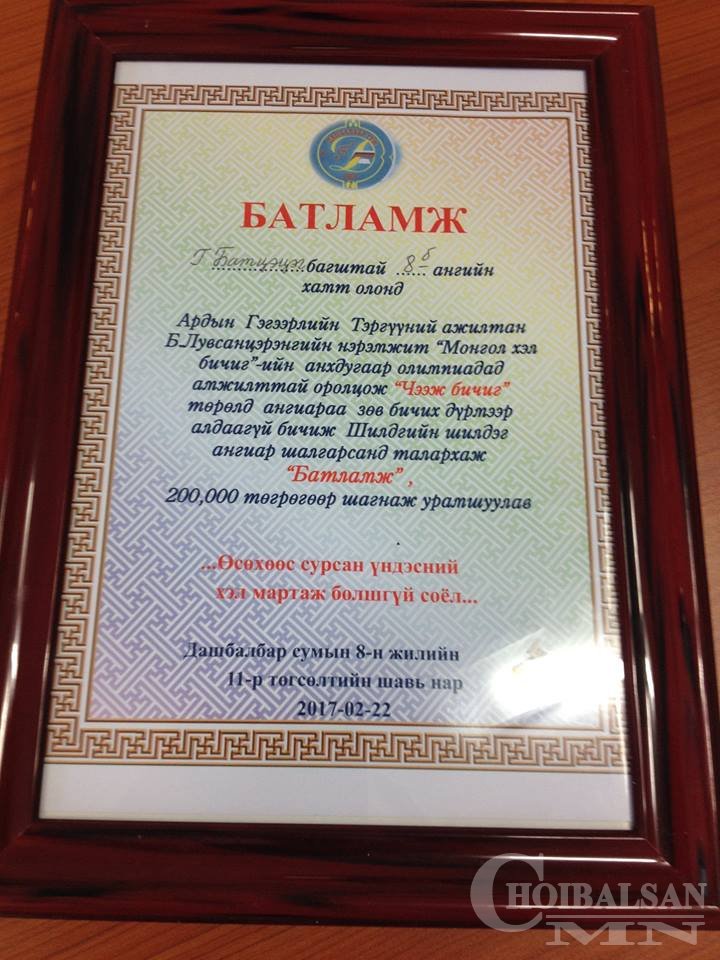 БАТЛАМЖ
Г. Батцэцэг багштай 8б ангийн
хамт олонд
Ардын Гэгээрлийн Тэргүүний ажилтан
Б.Лувсанцэрэнгийн нэрэмжит "Монгол хэл
бичиг"-ийн анхдугаар олимпиадад
амжилттай оролцож "Чээж бичиг"
төрөлд ангиараа зөв бичих дүрмээр
алдаагүй бичиж Шилдгийн шилдэг
ангиар шалгарсанд талархаж
"Батламж" ,
200,000 төгрөгөөр шагнаж урамшуулав
...Өсөхөөс сурсан үндэсний
хэл мартаж болшгүй соёл...
Дашбалбар сумын 8-н жилийн
11-р төгсөлтийн шавь нар
2017-02-22
CHOIBALSAN
MN